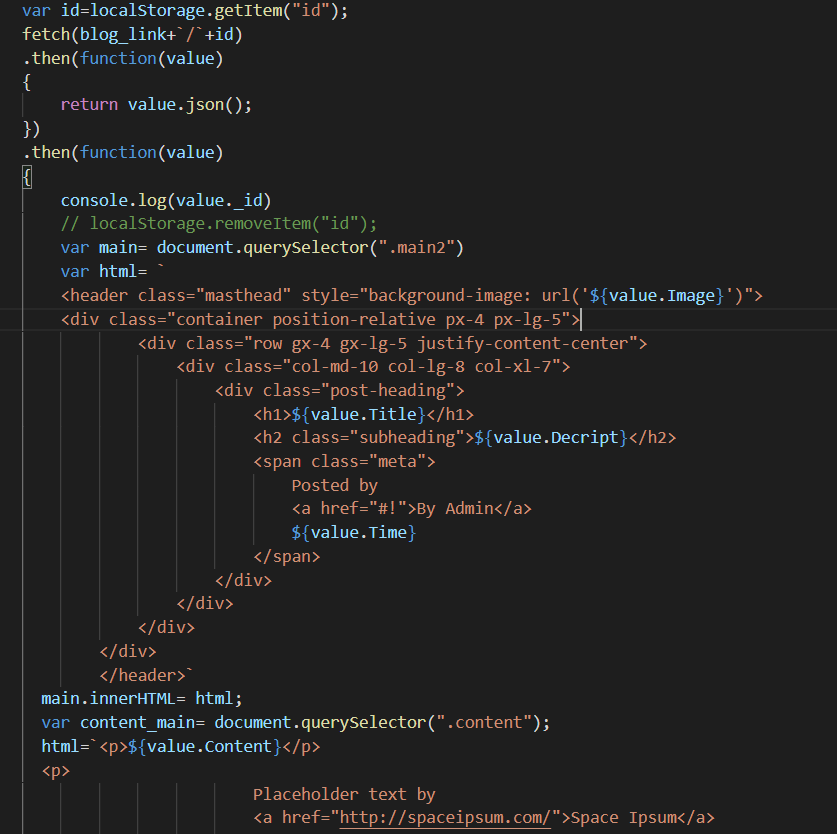 var id=localStorage.getItem("id");
fetch(blog_link+`/`+id)
.then(function(value)
{
    return value.json();
})
.then(function(value)
{
    console.log(value._id)
    // localStorage.removeItem("id");
    var main= document.querySelector(".main2")
    var html= `
    <header class="masthead" style="background-image: url('${value.Image}')">
    <div class="container position-relative px-4 px-lg-5">
            <div class="row gx-4 gx-lg-5 justify-content-center">
                <div class="col-md-10 col-lg-8 col-xl-7">
                    <div class="post-heading">
                        <h1>${value.Title}</h1>
                        <h2 class="subheading">${value.Decript}</h2>
                        <span class="meta">
                            Posted by
                            <a href="#!">By Admin</a>
                            ${value.Time}
                        </span>
                    </div>
                </div>
            </div>
        </div>
        </header>`
  main.innerHTML= html;
  var content_main= document.querySelector(".content");
  html=`<p>${value.Content}</p>
  <p>
                        Placeholder text by
                        <a href="http://spaceipsum.com/">Space Ipsum</a>